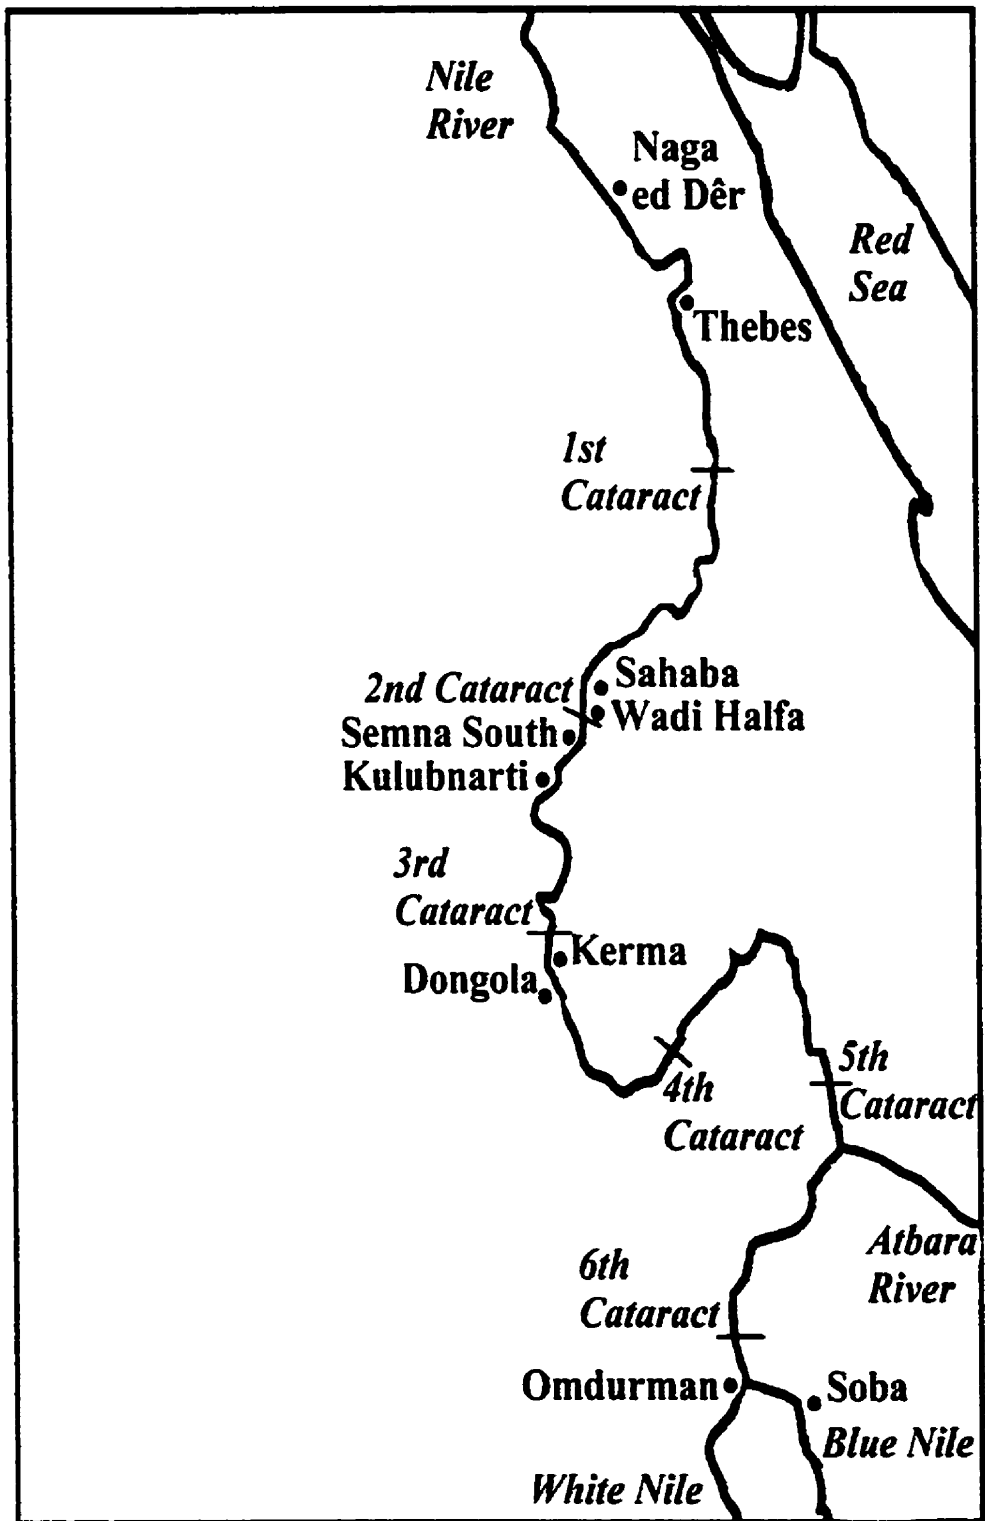 Nile
River
Naga
ed Dêr
Red
Sea
Thebes
1st
Cataract
Sahaba
2nd Cataract
Wadi Halfa
Semna South
Kulubnarti
3rd
Cataract
Kerma
Dongola
5th
Cataract
4th
Cataract
Atbara
River
6th
Cataract
Omdurman
Soba
Blue Nile
White Nile